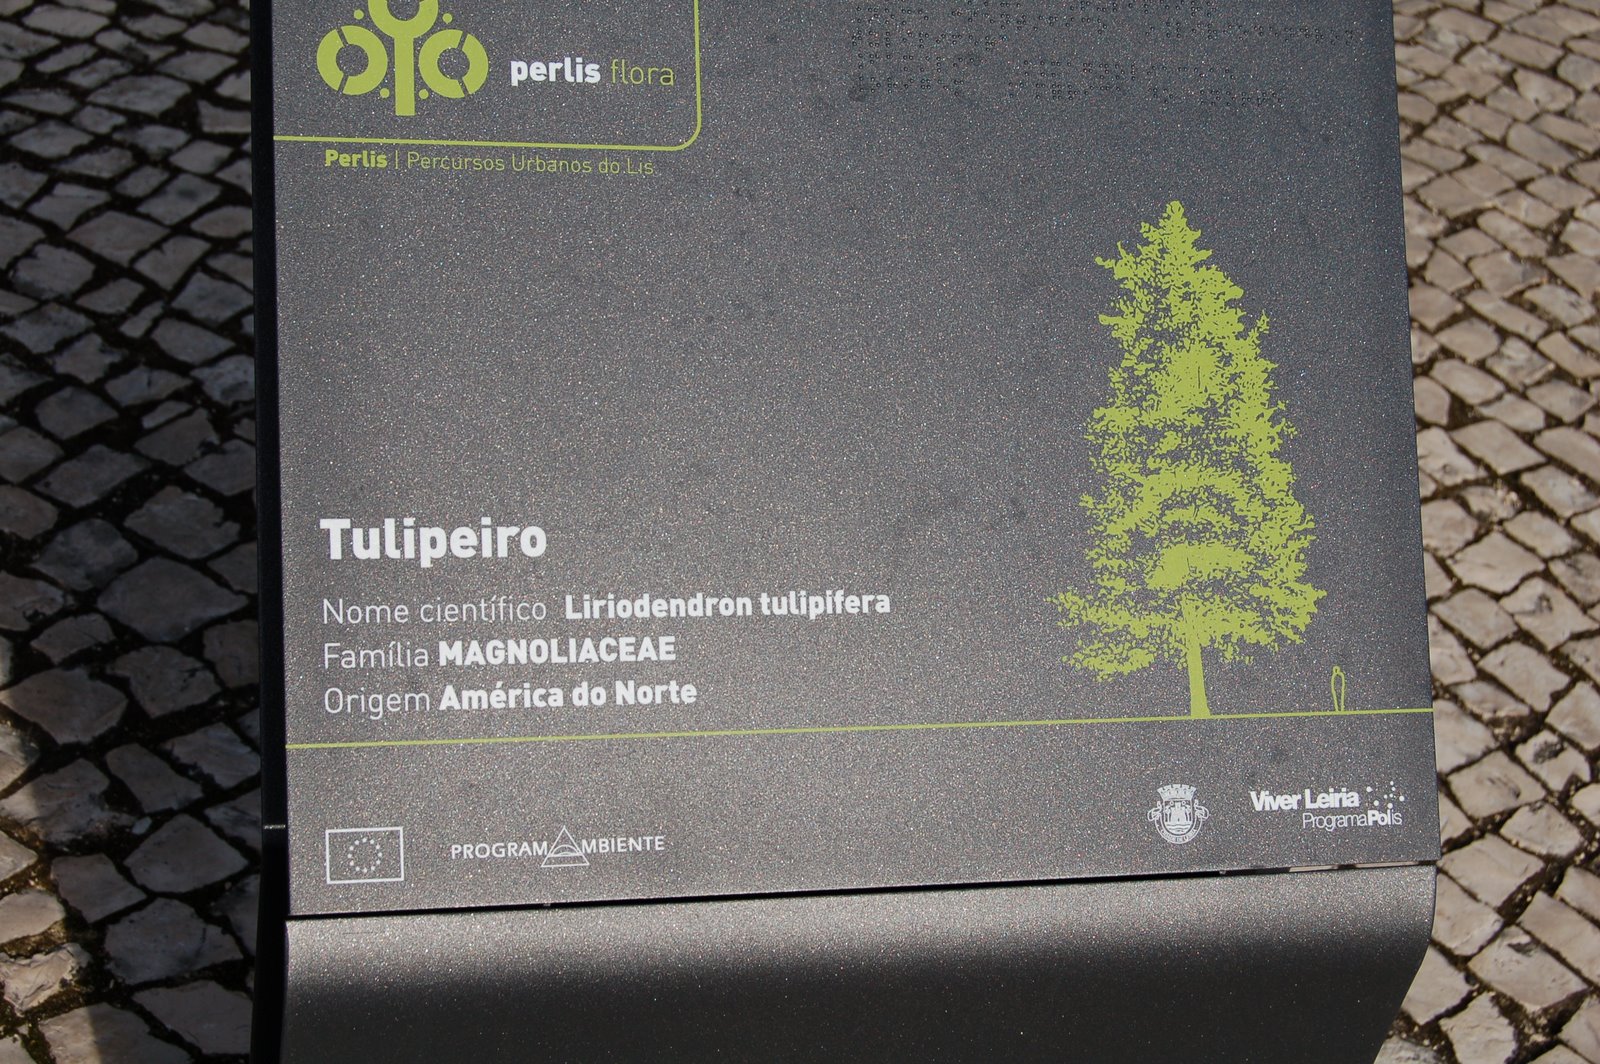 perlis flora
Perlis | Percursos Urbanos do Lis
Tulipeiro
Nome científico Liriodendron tulipifera
Família MAGNOLIACEAE
Origem América do Norte
PROGRAMAMBIENTE
Viver Leiria
ProgramaPolis